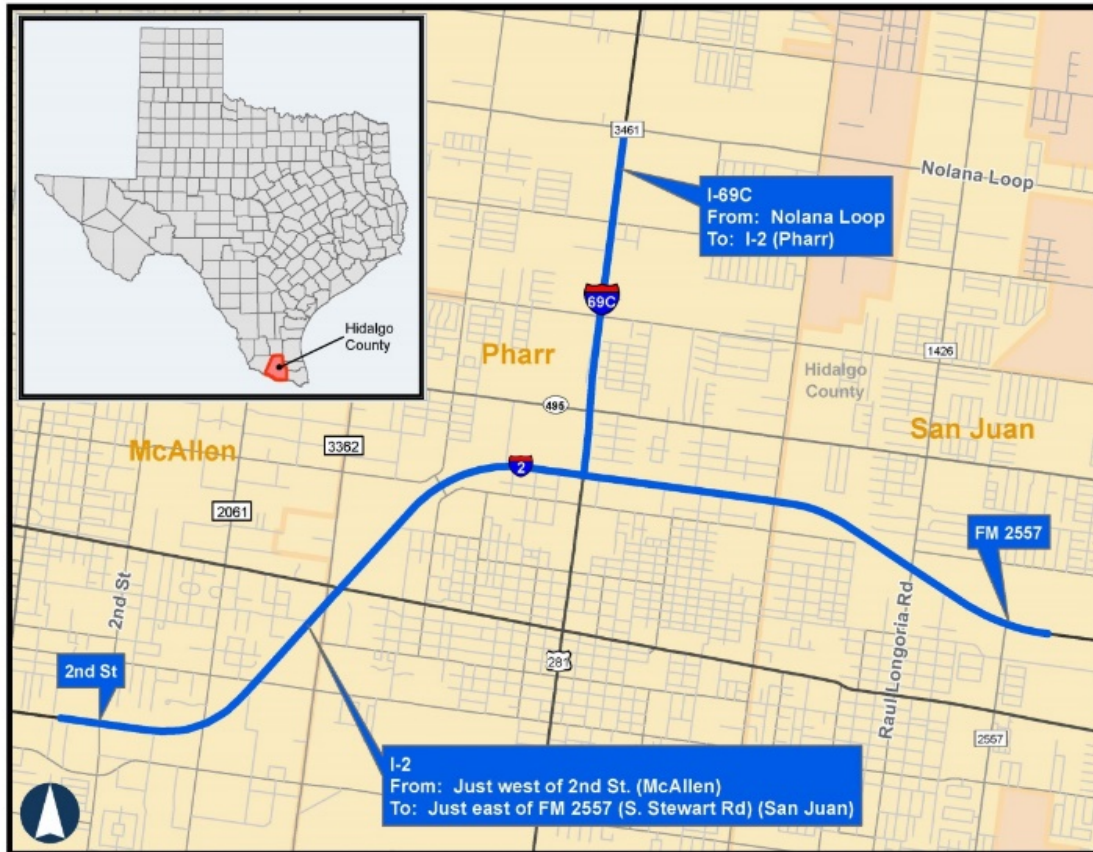 Hidalgo
County
3461
Nolana Loop
I-69C
From: Nolana Loop
To: I-2 (Pharr)
69C
Pharr
1426
Hidalgo
County
495
San Juan
McAllen
3362
2
2061
FM 2557
2nd St
Raul Longoria Rd
2nd St
281
2557
I-2
From: Just west of 2nd St. (McAllen)
To: Just east of FM 2557 (S. Stewart Rd) (San Juan)